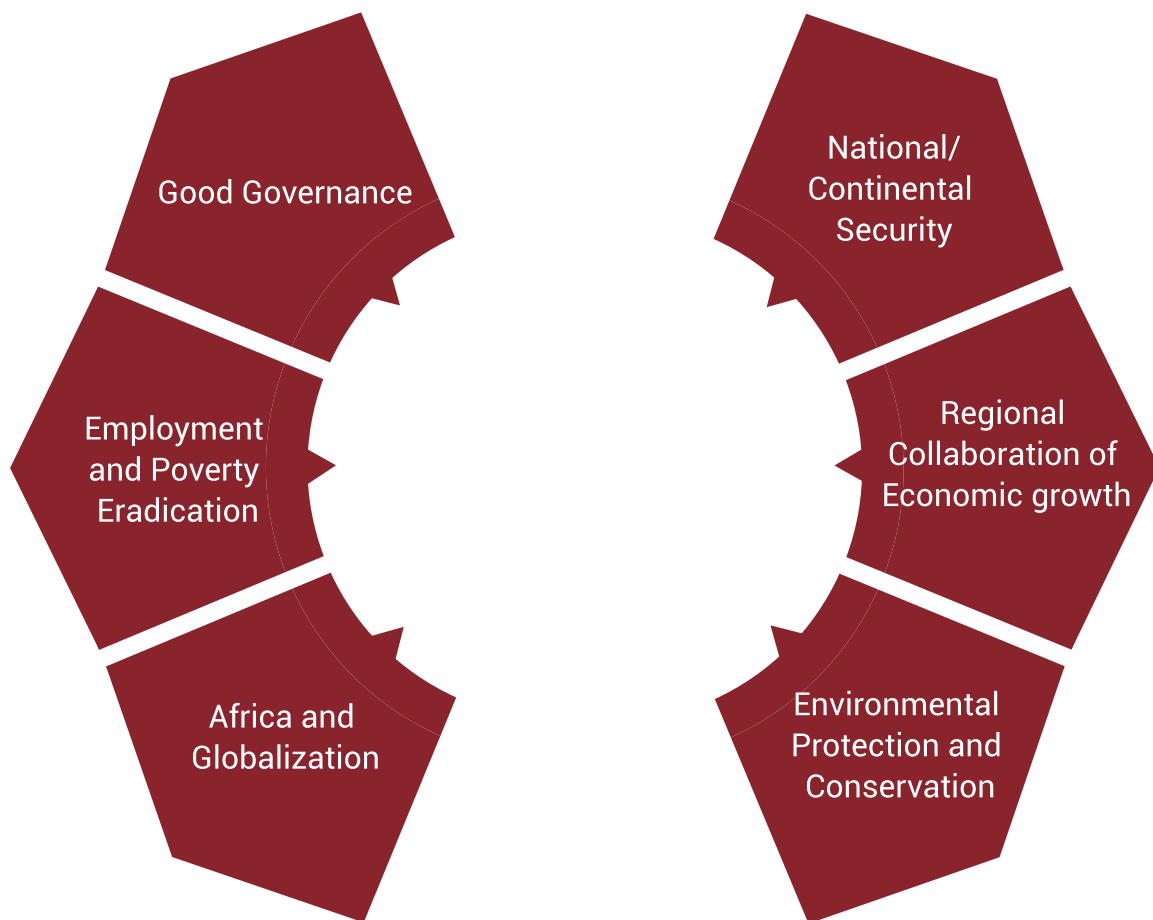 Good Governance
National/
Continental
Security
Employment
and Poverty
Eradication
Regional
Collaboration of
Economic growth
Africa and
Globalization
Environmental
Protection and
Conservation